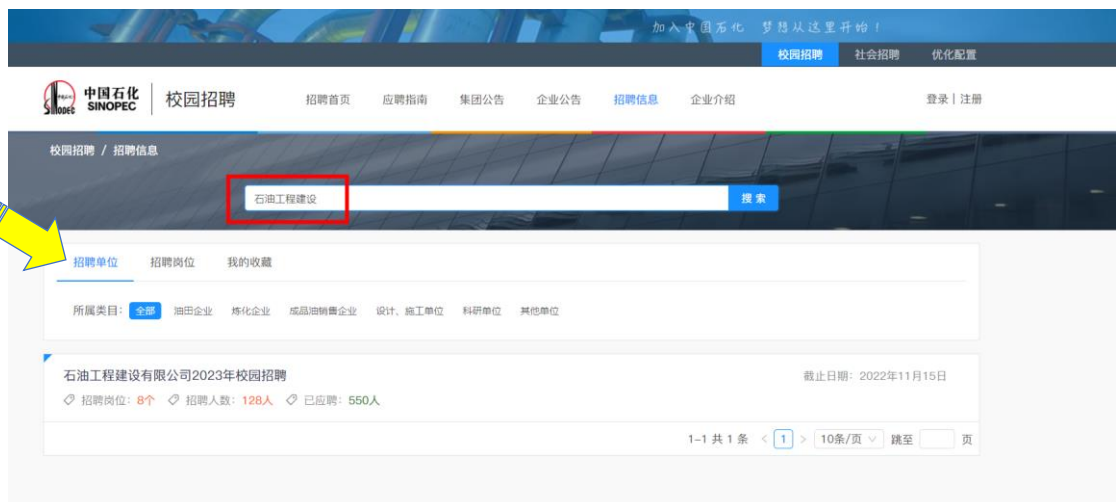 加入中国石化 梦想从这里开始！
校园招聘 社会招聘 优化配置
中国石化 SINOPEC 校园招聘 招聘首页 应聘指南 集团公告 企业公告 招聘信息 企业介绍 登录 | 注册
校园招聘 / 招聘信息
石油工程建设 搜索
招聘单位 招聘岗位 我的收藏
所属类目： 全部 油田企业 炼化企业 成品油销售企业 设计、施工单位 科研单位 其他单位
石油工程建设有限公司2023年校园招聘 截止日期：2022年11月15日
招聘岗位：8个 招聘人数：128人 已应聘：550人
1-1 共 1 条 < 1 > 10条/页 跳至 页